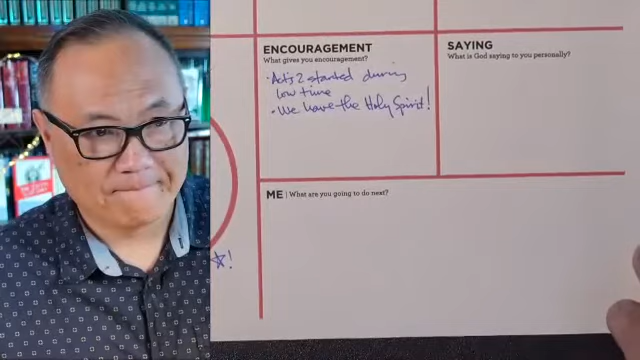 ENCOURAGEMENT
What gives you encouragement?
• Acts 2 started during
low time
• We have the Holy Spirit!
SAYING
What is God saying to you personally?
ME | What are you going to do next?
!